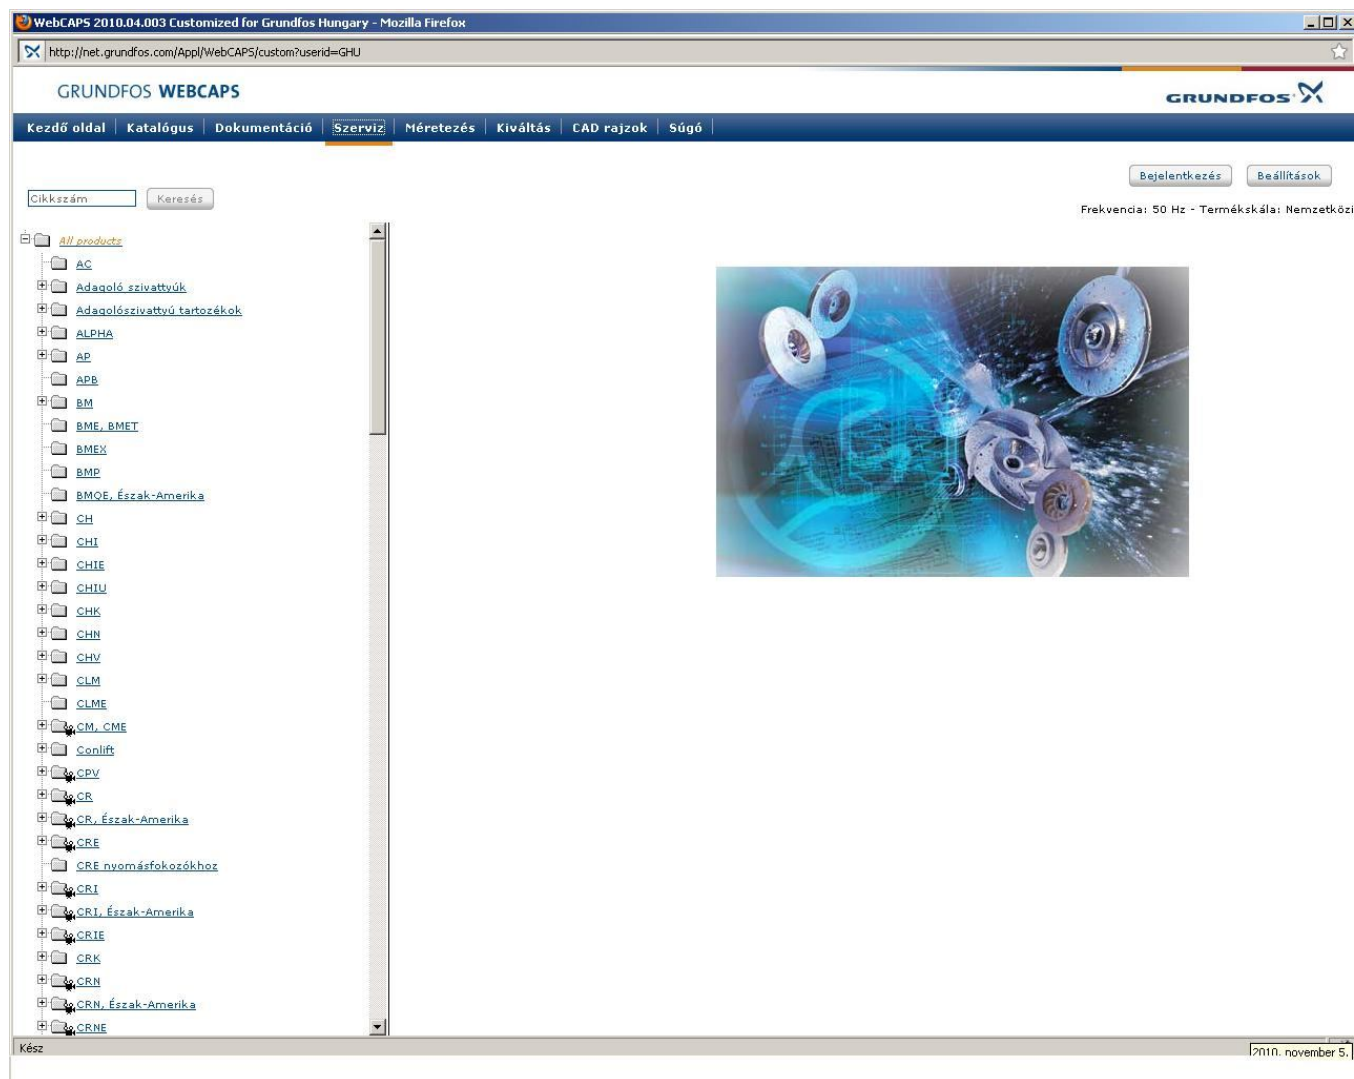 WebCAPS 2010.04.003 Customized for Grundfos Hungary - Mozilla Firefox
http://net.grundfos.com/Appl/WebCAPS/custom?userid=GHU
GRUNDFOS WEBCAPS
GRUNDFOS
Kezdő oldal Katalógus Dokumentáció Szerviz Méretezés Kiváltás CAD rajzok Súgó
Bejelentkezés Beállítások
Cikkszám Keresés
Frekvencia: 50 Hz - Termékskála: Nemzetközi
All products
AC
Adagoló szivattyúk
Adagolószivattyú tartozékok
ALPHA
AP
APB
BM
BME, BMET
BMEX
BMP
BMQE, Észak-Amerika
CH
CHI
CHIE
CHIU
CHK
CHN
CHV
CLM
CLME
CM, CME
Conlift
CPV
CR
CR, Észak-Amerika
CRE
CRE nyomásfokozókhoz
CRI
CRI, Észak-Amerika
CRIE
CRK
CRN
CRN, Észak-Amerika
CRNE
Kész
2010. november 5.